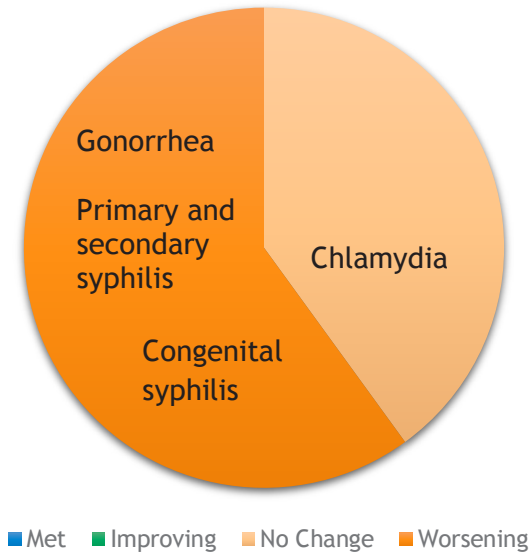 Gonorrhea
Primary and
secondary
syphilis
Chlamydia
Congenital
syphilis
Met Improving No Change Worsening